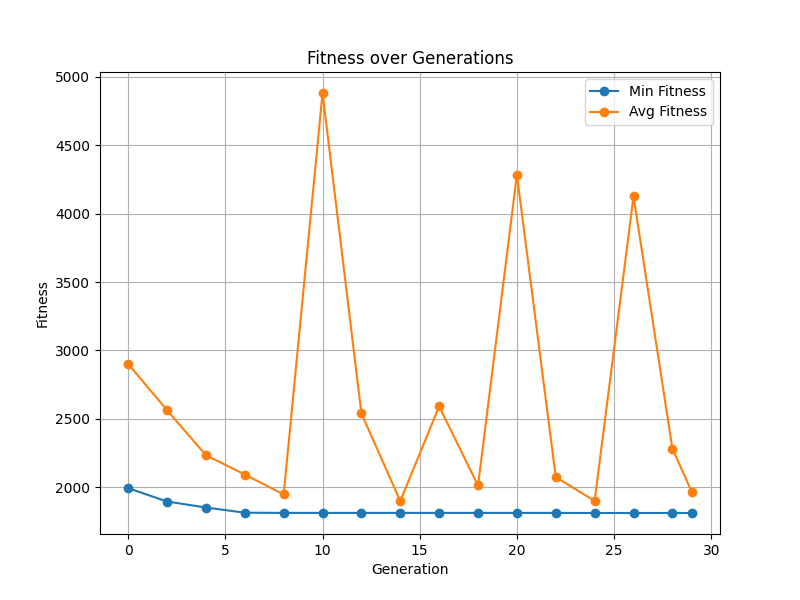 Fitness over Generations
Min Fitness
Avg Fitness
5000
4500
4000
3500
3000
2500
2000
Fitness
0 5 10 15 20 25 30
Generation